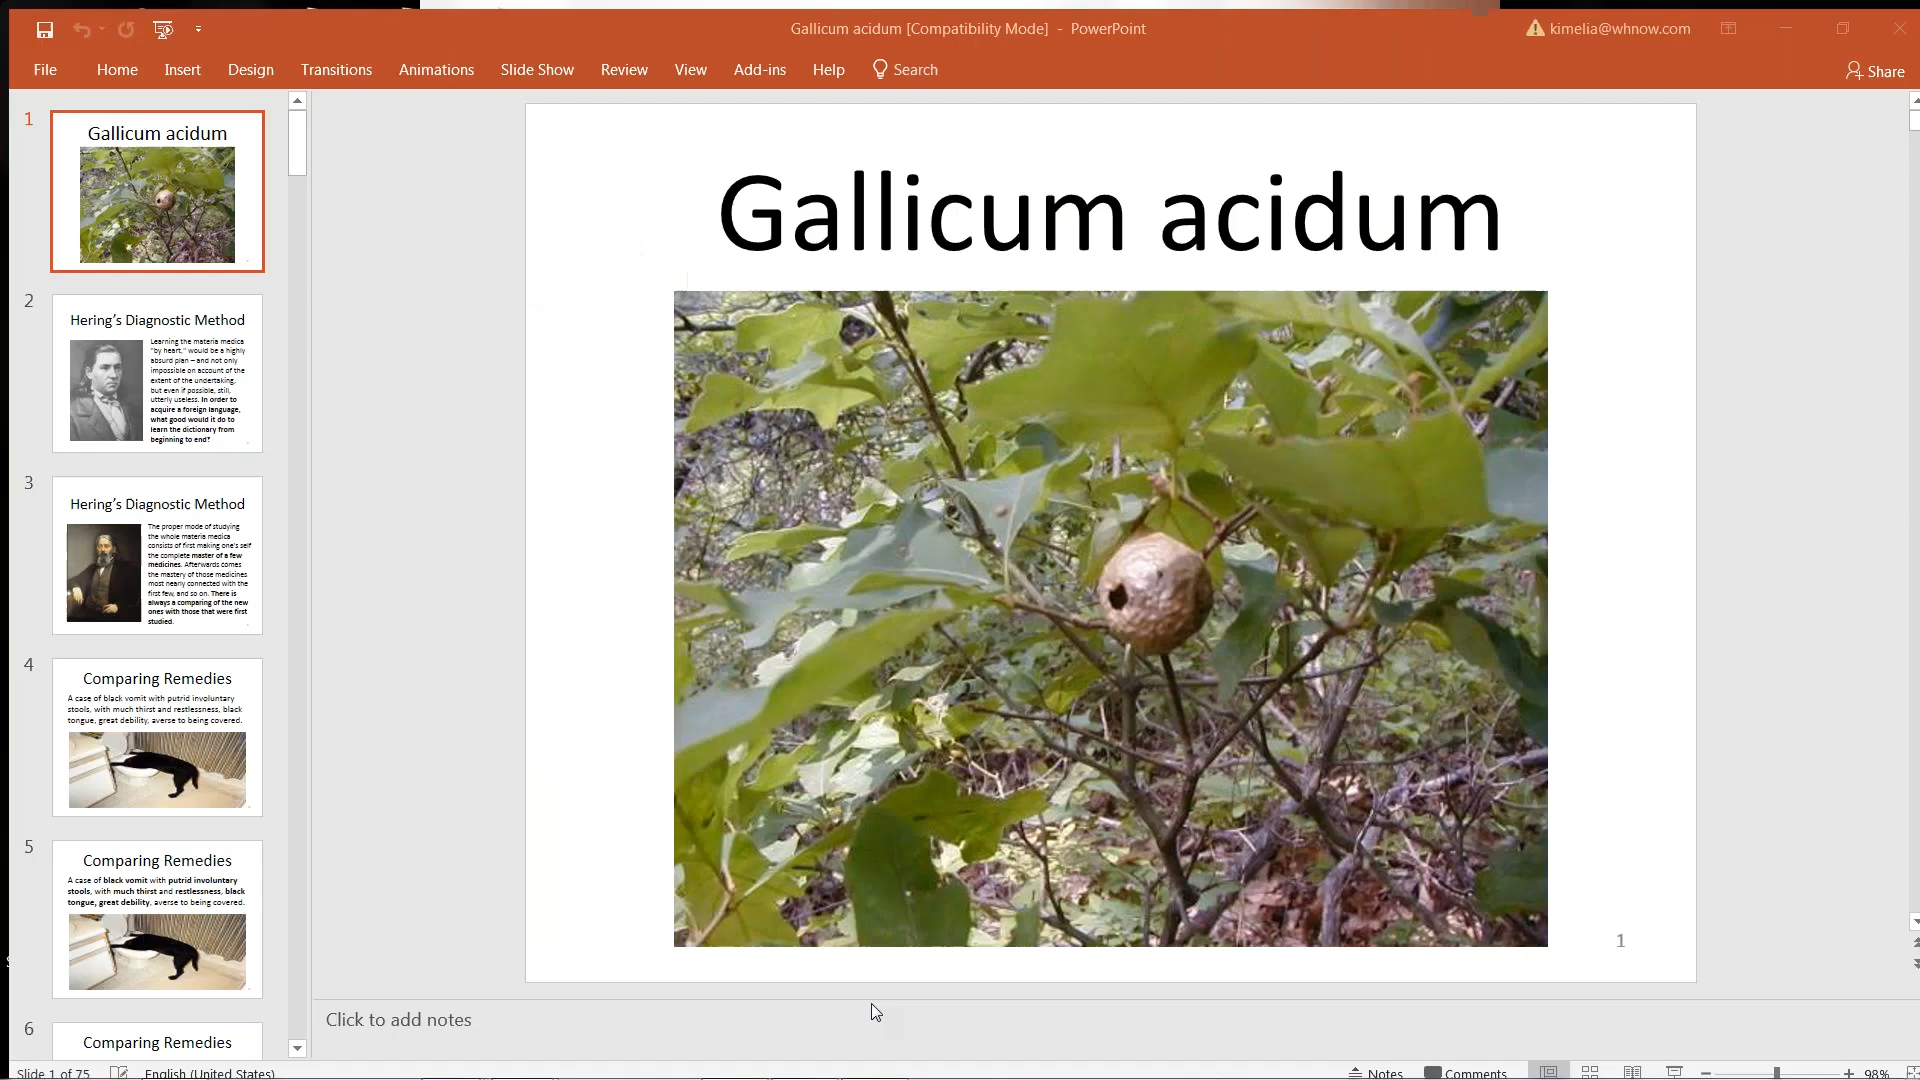 Gallicum acidum [Compatibility Mode] - PowerPoint
kimelia@whnow.com
File Home Insert Design Transitions Animations Slide Show Review View Add-ins Help Search
Share
1
Gallicum acidum
2
Hering's Diagnostic Method
Learning the materia medica
"by heart," would be a highly
absurd plan – and not only
impossible on account of the
extent of the undertaking,
but even if possible, still,
utterly useless. In order to
acquire a foreign language,
what good would it do to
learn the dictionary from
beginning to end?
3
Hering's Diagnostic Method
The proper mode of studying
the whole materia medica
consists of first making one's self
the complete master of a few
medicines. Afterwards comes
the mastery of those medicines
most nearly connected with the
first few, and so on. There is
always a comparing of the new
ones with those that were first
studied.
4
Comparing Remedies
A case of black vomit with putrid involuntary
stools, with much thirst and restlessness, black
tongue, great debility, averse to being covered.
5
Comparing Remedies
A case of black vomit with putrid involuntary
stools, with much thirst and restlessness, black
tongue, great debility, averse to being covered.
6
Comparing Remedies
Gallicum acidum
1
Click to add notes
Slide 1 of 75 English (United States)
Notes Comments 98%